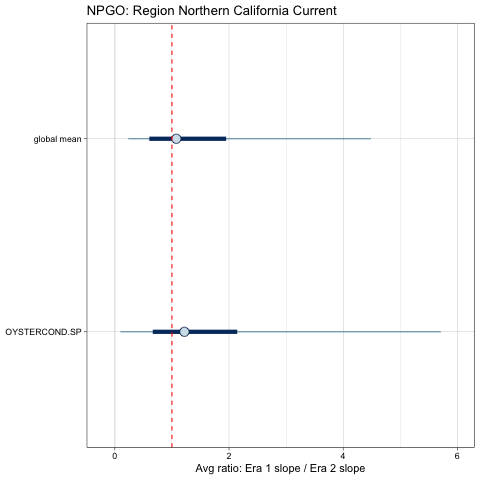 NPGO: Region Northern California Current
global mean
OYSTERCOND.SP
0 2 4 6
Avg ratio: Era 1 slope / Era 2 slope